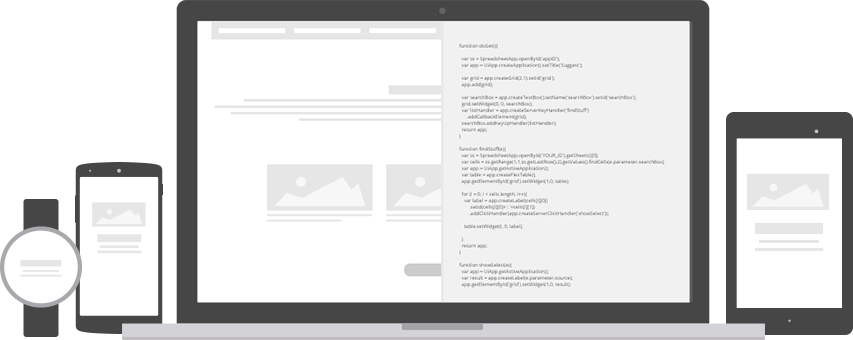 function doGet(){
var ss = SpreadsheetApp.openById('appID');
var app = UiApp.createApplication().setTitle('Suggest');
var grid = app.createGrid(2,1).setId('grid');
app.add(grid);
var searchBox = app.createTextBox().setName('searchBox').setId('searchBox');
grid.setWidget(0, 0, searchBox);
var listHandler = app.createServerKeyHandler('findStuff')
.addCallbackElement(grid);
searchBox.addKeyUpHandler(listHandler);
return app;
}
function findStuff(e){
var ss = SpreadsheetApp.openById('YOUR_ID').getSheets()[0];
var cells = ss.getRange(1,1,ss.getLastRow(),2).getValues().findCells(e.parameter.searchBox);
var app = UiApp.getActiveApplication();
var table = app.createFlexTable();
app.getElementById('grid').setWidget(1,0, table);
for (i = 0; i < cells.length; i++){
var label = app.createLabel(cells[i][0])
.setId(cells[i][0]+': '+cells[i][1])
.addClickHandler(app.createServerClickHandler('showSelect'));
table.setWidget(i, 0, label);
}
return app;
}
function showSelect(e){
var app = UiApp.getActiveApplication();
var result = app.createLabel(e.parameter.source);
app.getElementById('grid').setWidget(1,0, result);